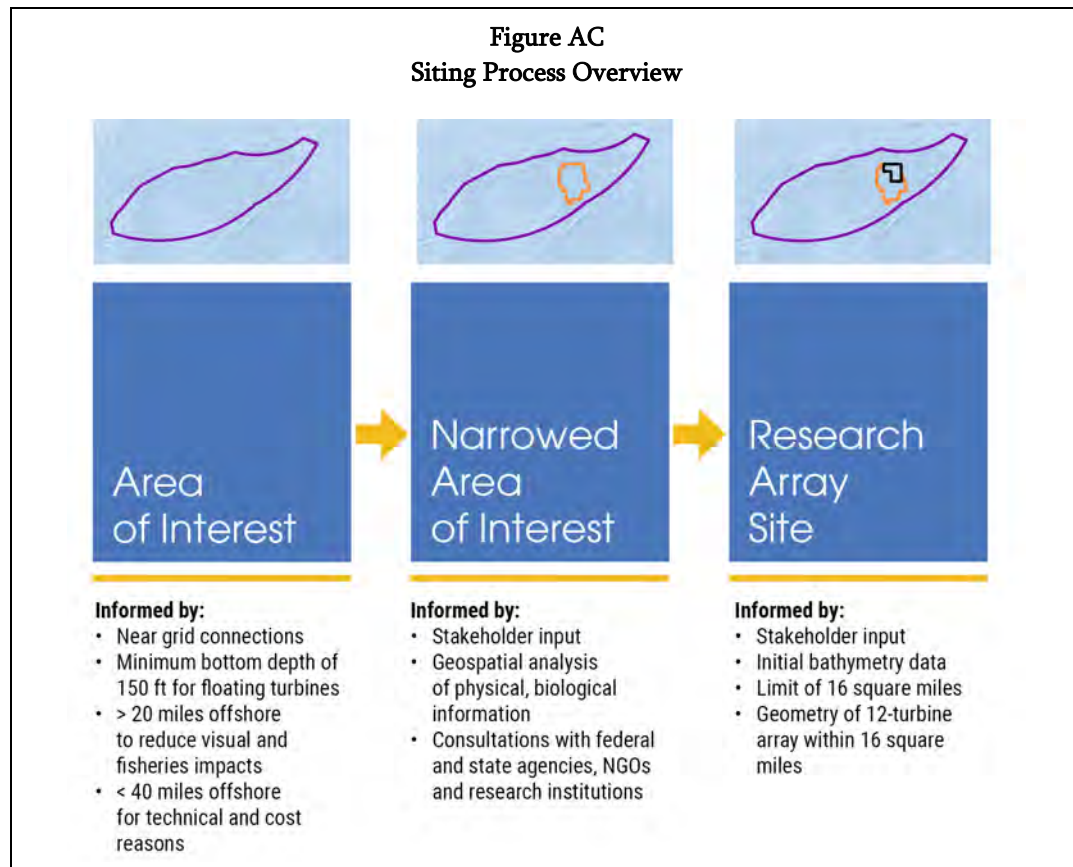 Figure AC
Siting Process Overview
Area
of Interest
Narrowed
Area
of Interest
Research
Array
Site
Informed by:
• Near grid connections
• Minimum bottom depth of
150 ft for floating turbines
• > 20 miles offshore
to reduce visual and
fisheries impacts
• < 40 miles offshore
for technical and cost
reasons
Informed by:
• Stakeholder input
• Geospatial analysis
of physical, biological
information
• Consultations with federal
and state agencies, NGOs
and research institutions
Informed by:
• Stakeholder input
• Initial bathymetry data
• Limit of 16 square miles
• Geometry of 12-turbine
array within 16 square
miles